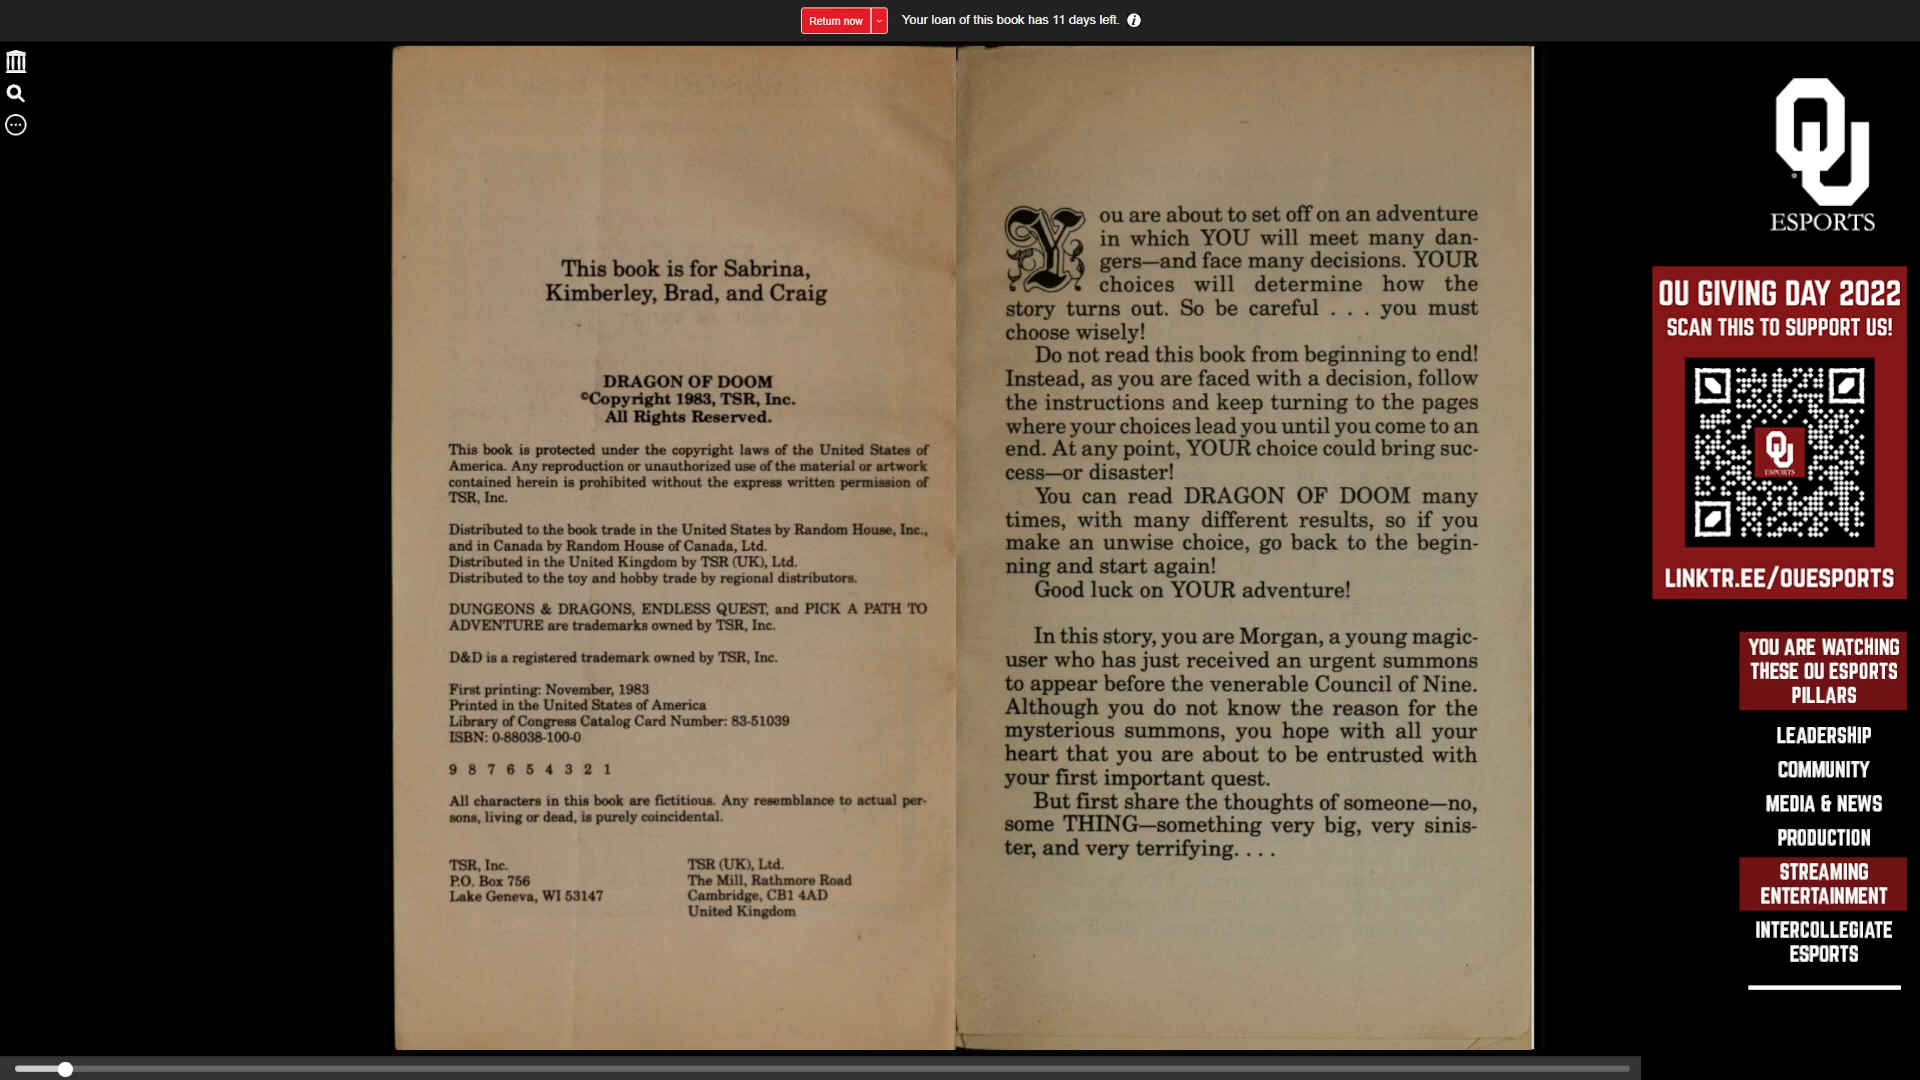 Return now
Your loan of this book has 11 days left.
This book is for Sabrina,
Kimberley, Brad, and Craig
DRAGON OF DOOM
©Copyright 1983, TSR, Inc.
All Rights Reserved.
This book is protected under the copyright laws of the United States of
America. Any reproduction or unauthorized use of the material or artwork
contained herein is prohibited without the express written permission of
TSR, Inc.
Distributed to the book trade in the United States by Random House, Inc.,
and in Canada by Random House of Canada, Ltd.
Distributed in the United Kingdom by TSR (UK), Ltd.
Distributed to the toy and hobby trade by regional distributors.
DUNGEONS & DRAGONS, ENDLESS QUEST, and PICK A PATH TO
ADVENTURE are trademarks owned by TSR, Inc.
D&D is a registered trademark owned by TSR, Inc.
First printing: November, 1983
Printed in the United States of America
Library of Congress Catalog Card Number: 83-51039
ISBN: 0-88038-100-0
9 8 7 6 5 4 3 2 1
All characters in this book are fictitious. Any resemblance to actual per-
sons, living or dead, is purely coincidental.
TSR, Inc.
P.O. Box 756
Lake Geneva, WI 53147
TSR (UK), Ltd.
The Mill, Rathmore Road
Cambridge, CB1 4AD
United Kingdom
You are about to set off on an adventure
in which YOU will meet many dan-
gers—and face many decisions. YOUR
choices will determine how the
story turns out. So be careful . . . you must
choose wisely!
Do not read this book from beginning to end!
Instead, as you are faced with a decision, follow
the instructions and keep turning to the pages
where your choices lead you until you come to an
end. At any point, YOUR choice could bring suc-
cess—or disaster!
You can read DRAGON OF DOOM many
times, with many different results, so if you
make an unwise choice, go back to the begin-
ning and start again!
Good luck on YOUR adventure!
In this story, you are Morgan, a young magic-
user who has just received an urgent summons
to appear before the venerable Council of Nine.
Although you do not know the reason for the
mysterious summons, you hope with all your
heart that you are about to be entrusted with
your first important quest.
But first share the thoughts of someone—no,
some THING—something very big, very sinis-
ter, and very terrifying. . . .
OU
ESPORTS
OU GIVING DAY 2022
SCAN THIS TO SUPPORT US!
OU
ESPORTS
LINKTR.EE/OUESPORTS
YOU ARE WATCHING
THESE OU ESPORTS
PILLARS
LEADERSHIP
COMMUNITY
MEDIA & NEWS
PRODUCTION
STREAMING
ENTERTAINMENT
INTERCOLLEGIATE
ESPORTS